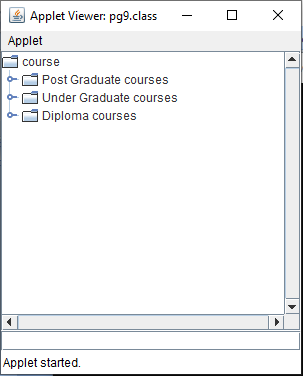 Applet Viewer: pg9.class
Applet
course
Post Graduate courses
Under Graduate courses
Diploma courses
Applet started.